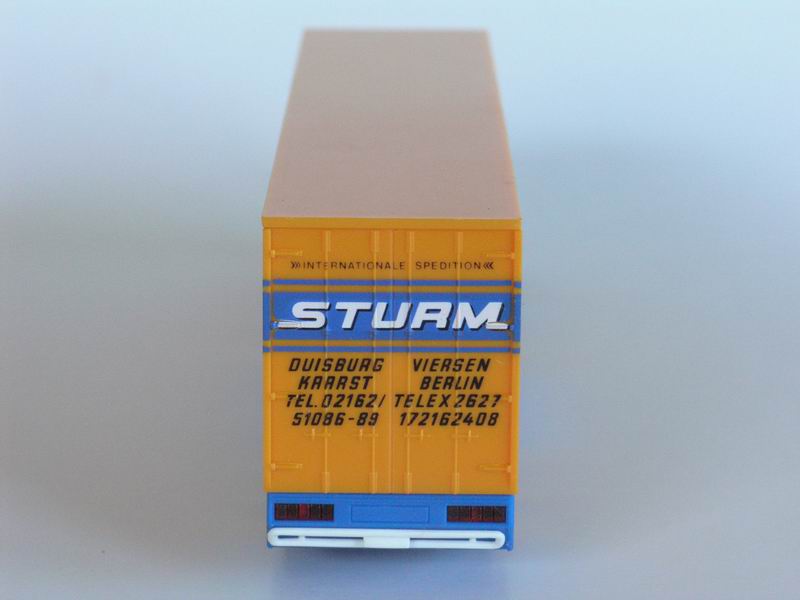 »INTERNATIONALE SPEDITION«
STURM
DUISBURG VIERSEN
KAARST BERLIN
TEL.02162/ TELEX 2627
51086-89 172162408